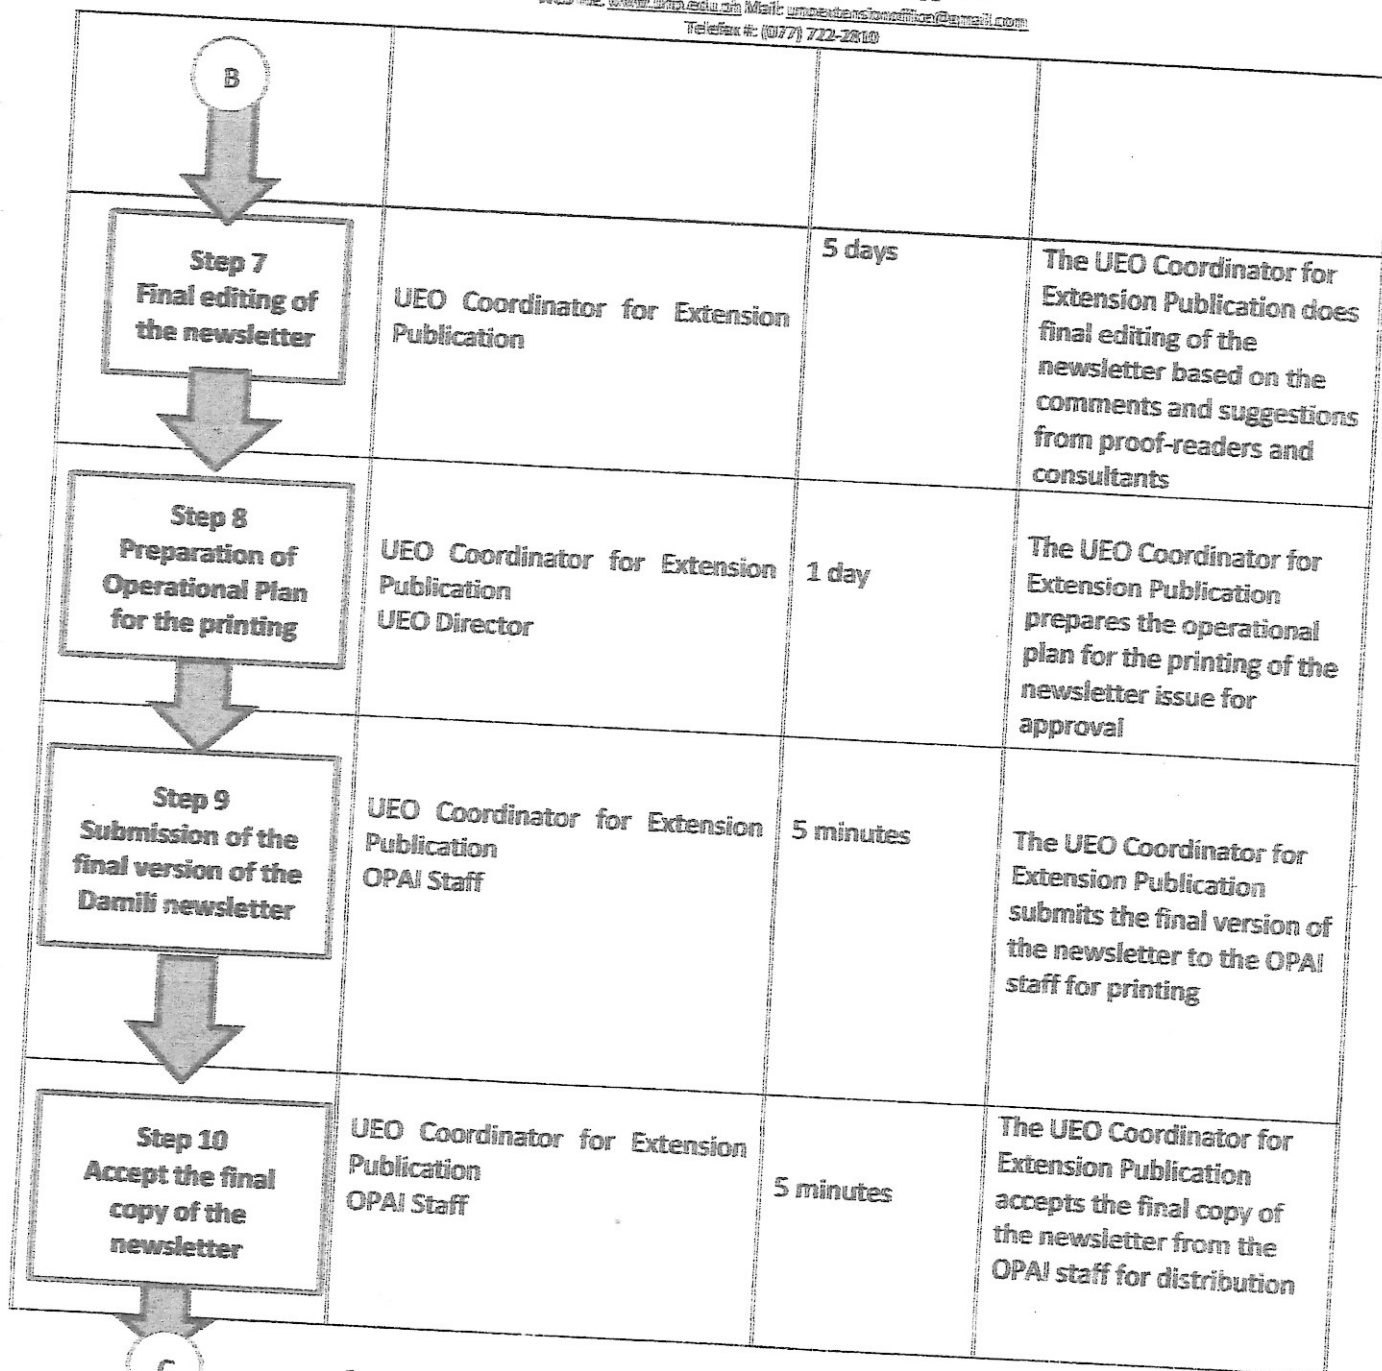 Mail: unpextensionoffice@gmail.com
Telefax #: (077) 722-2810
B
Step 7
Final editing of
the newsletter
UEO Coordinator for Extension
Publication
5 days
The UEO Coordinator for
Extension Publication does
final editing of the
newsletter based on the
comments and suggestions
from proof-readers and
consultants
Step 8
Preparation of
Operational Plan
for the printing
UEO Coordinator for Extension
Publication
UEO Director
1 day
The UEO Coordinator for
Extension Publication
prepares the operational
plan for the printing of the
newsletter issue for
approval
Step 9
Submission of the
final version of the
Damili newsletter
UEO Coordinator for Extension
Publication
OPAI Staff
5 minutes
The UEO Coordinator for
Extension Publication
submits the final version of
the newsletter to the OPAI
staff for printing
Step 10
Accept the final
copy of the
newsletter
UEO Coordinator for Extension
Publication
OPAI Staff
5 minutes
The UEO Coordinator for
Extension Publication
accepts the final copy of
the newsletter from the
OPAI staff for distribution
C